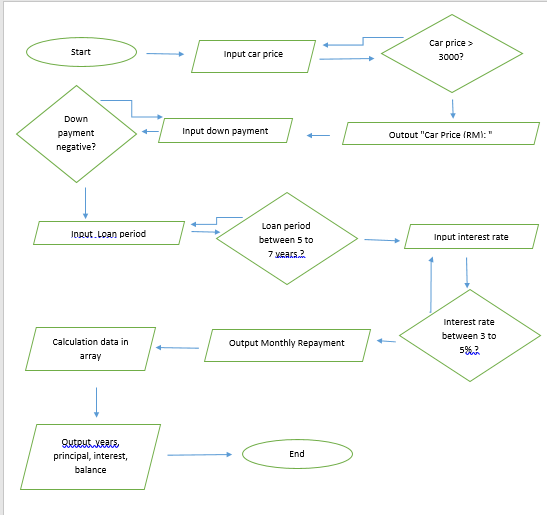 Start
Input car price
Car price >
3000?
Down
payment
negative?
Input down payment
Output "Car Price (RM): "
Input Loan period
Loan period
between 5 to
7 years ?
Input interest rate
Interest rate
between 3 to
5% ?
Output Monthly Repayment
Calculation data in
array
Output years,
principal, interest,
balance
End